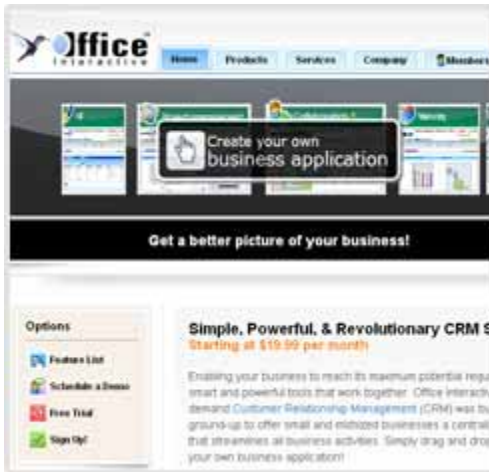 Office
interactive
Home Products Services Company Members
Create your own
business application
Get a better picture of your business!
Options
Simple, Powerful, & Revolutionary CRM S
Starting at $19.99 per month
Feature List
Enabling your business to reach its maximum potential requi
Schedule a Demo
smart and powerful tools that work together. Office Interactiv
demand Customer Relationship Management (CRM) was bu
Free Trial
ground-up to offer small and midsized businesses a centrali
that streamlines all business activities. Simply drag and drop
Sign Up!
your own business application!